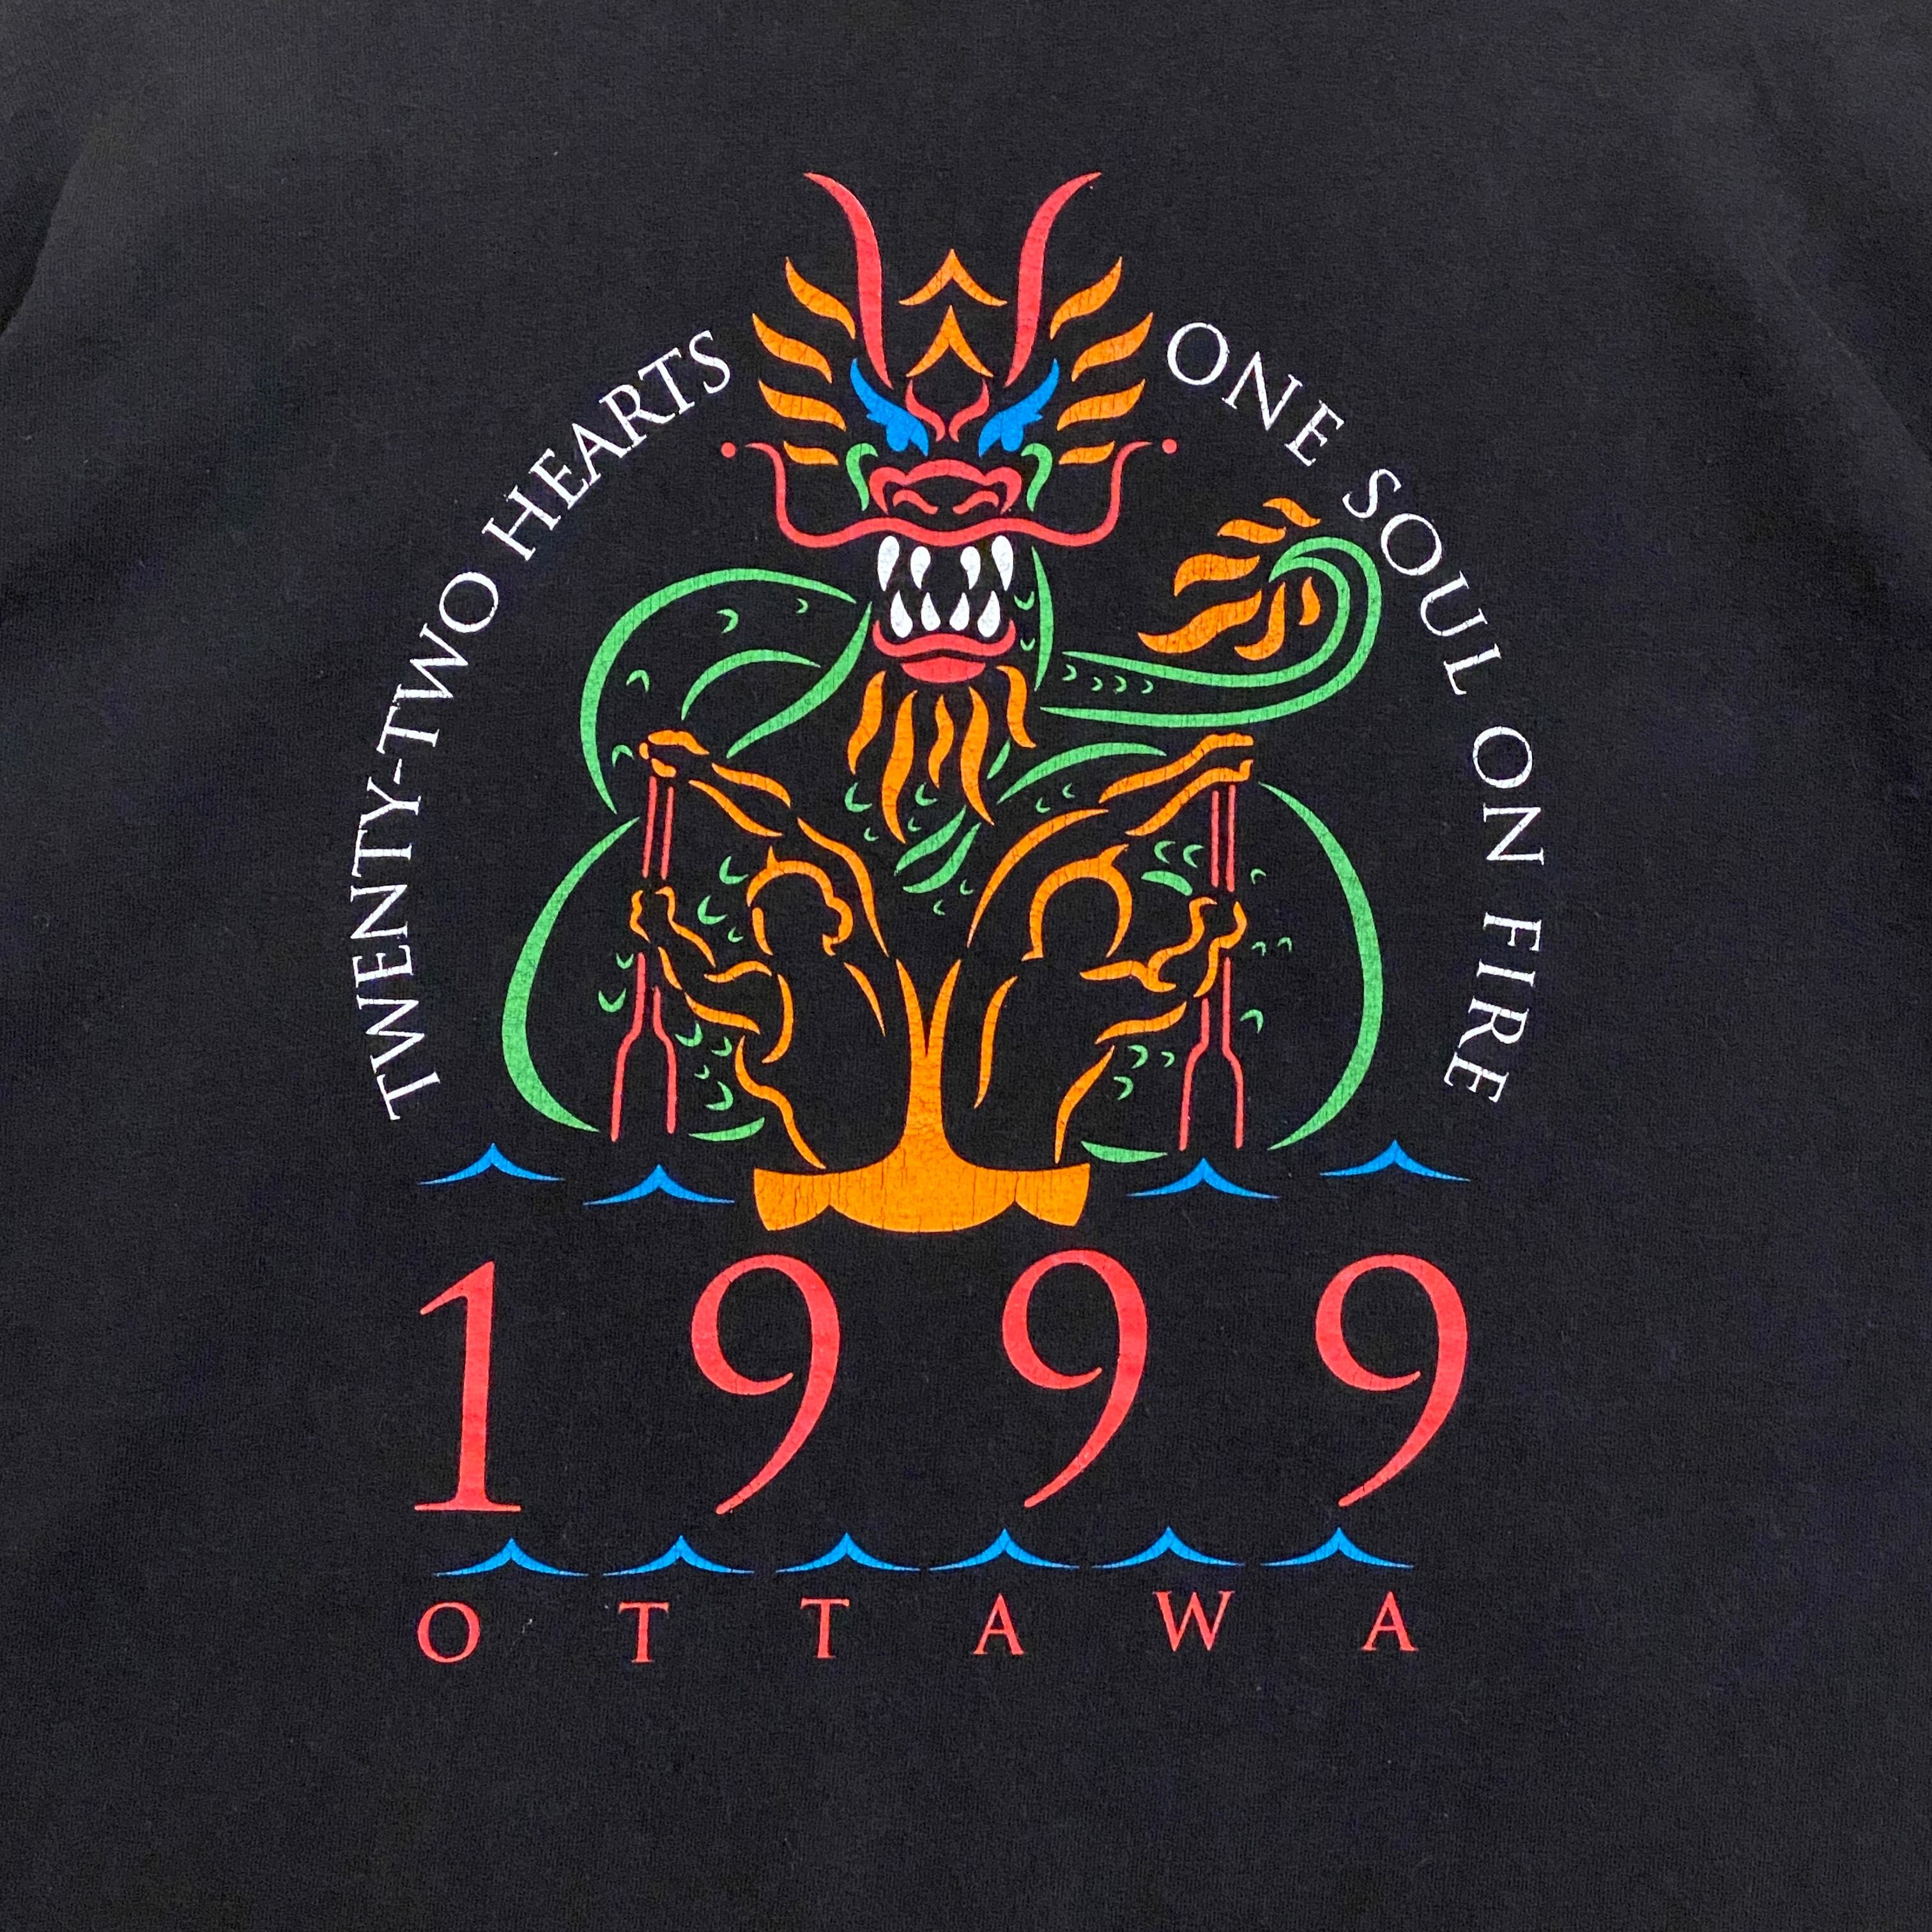 TWENTY-TWO HEARTS
ONE SOUL ON FIRE
1999
OTTAWA